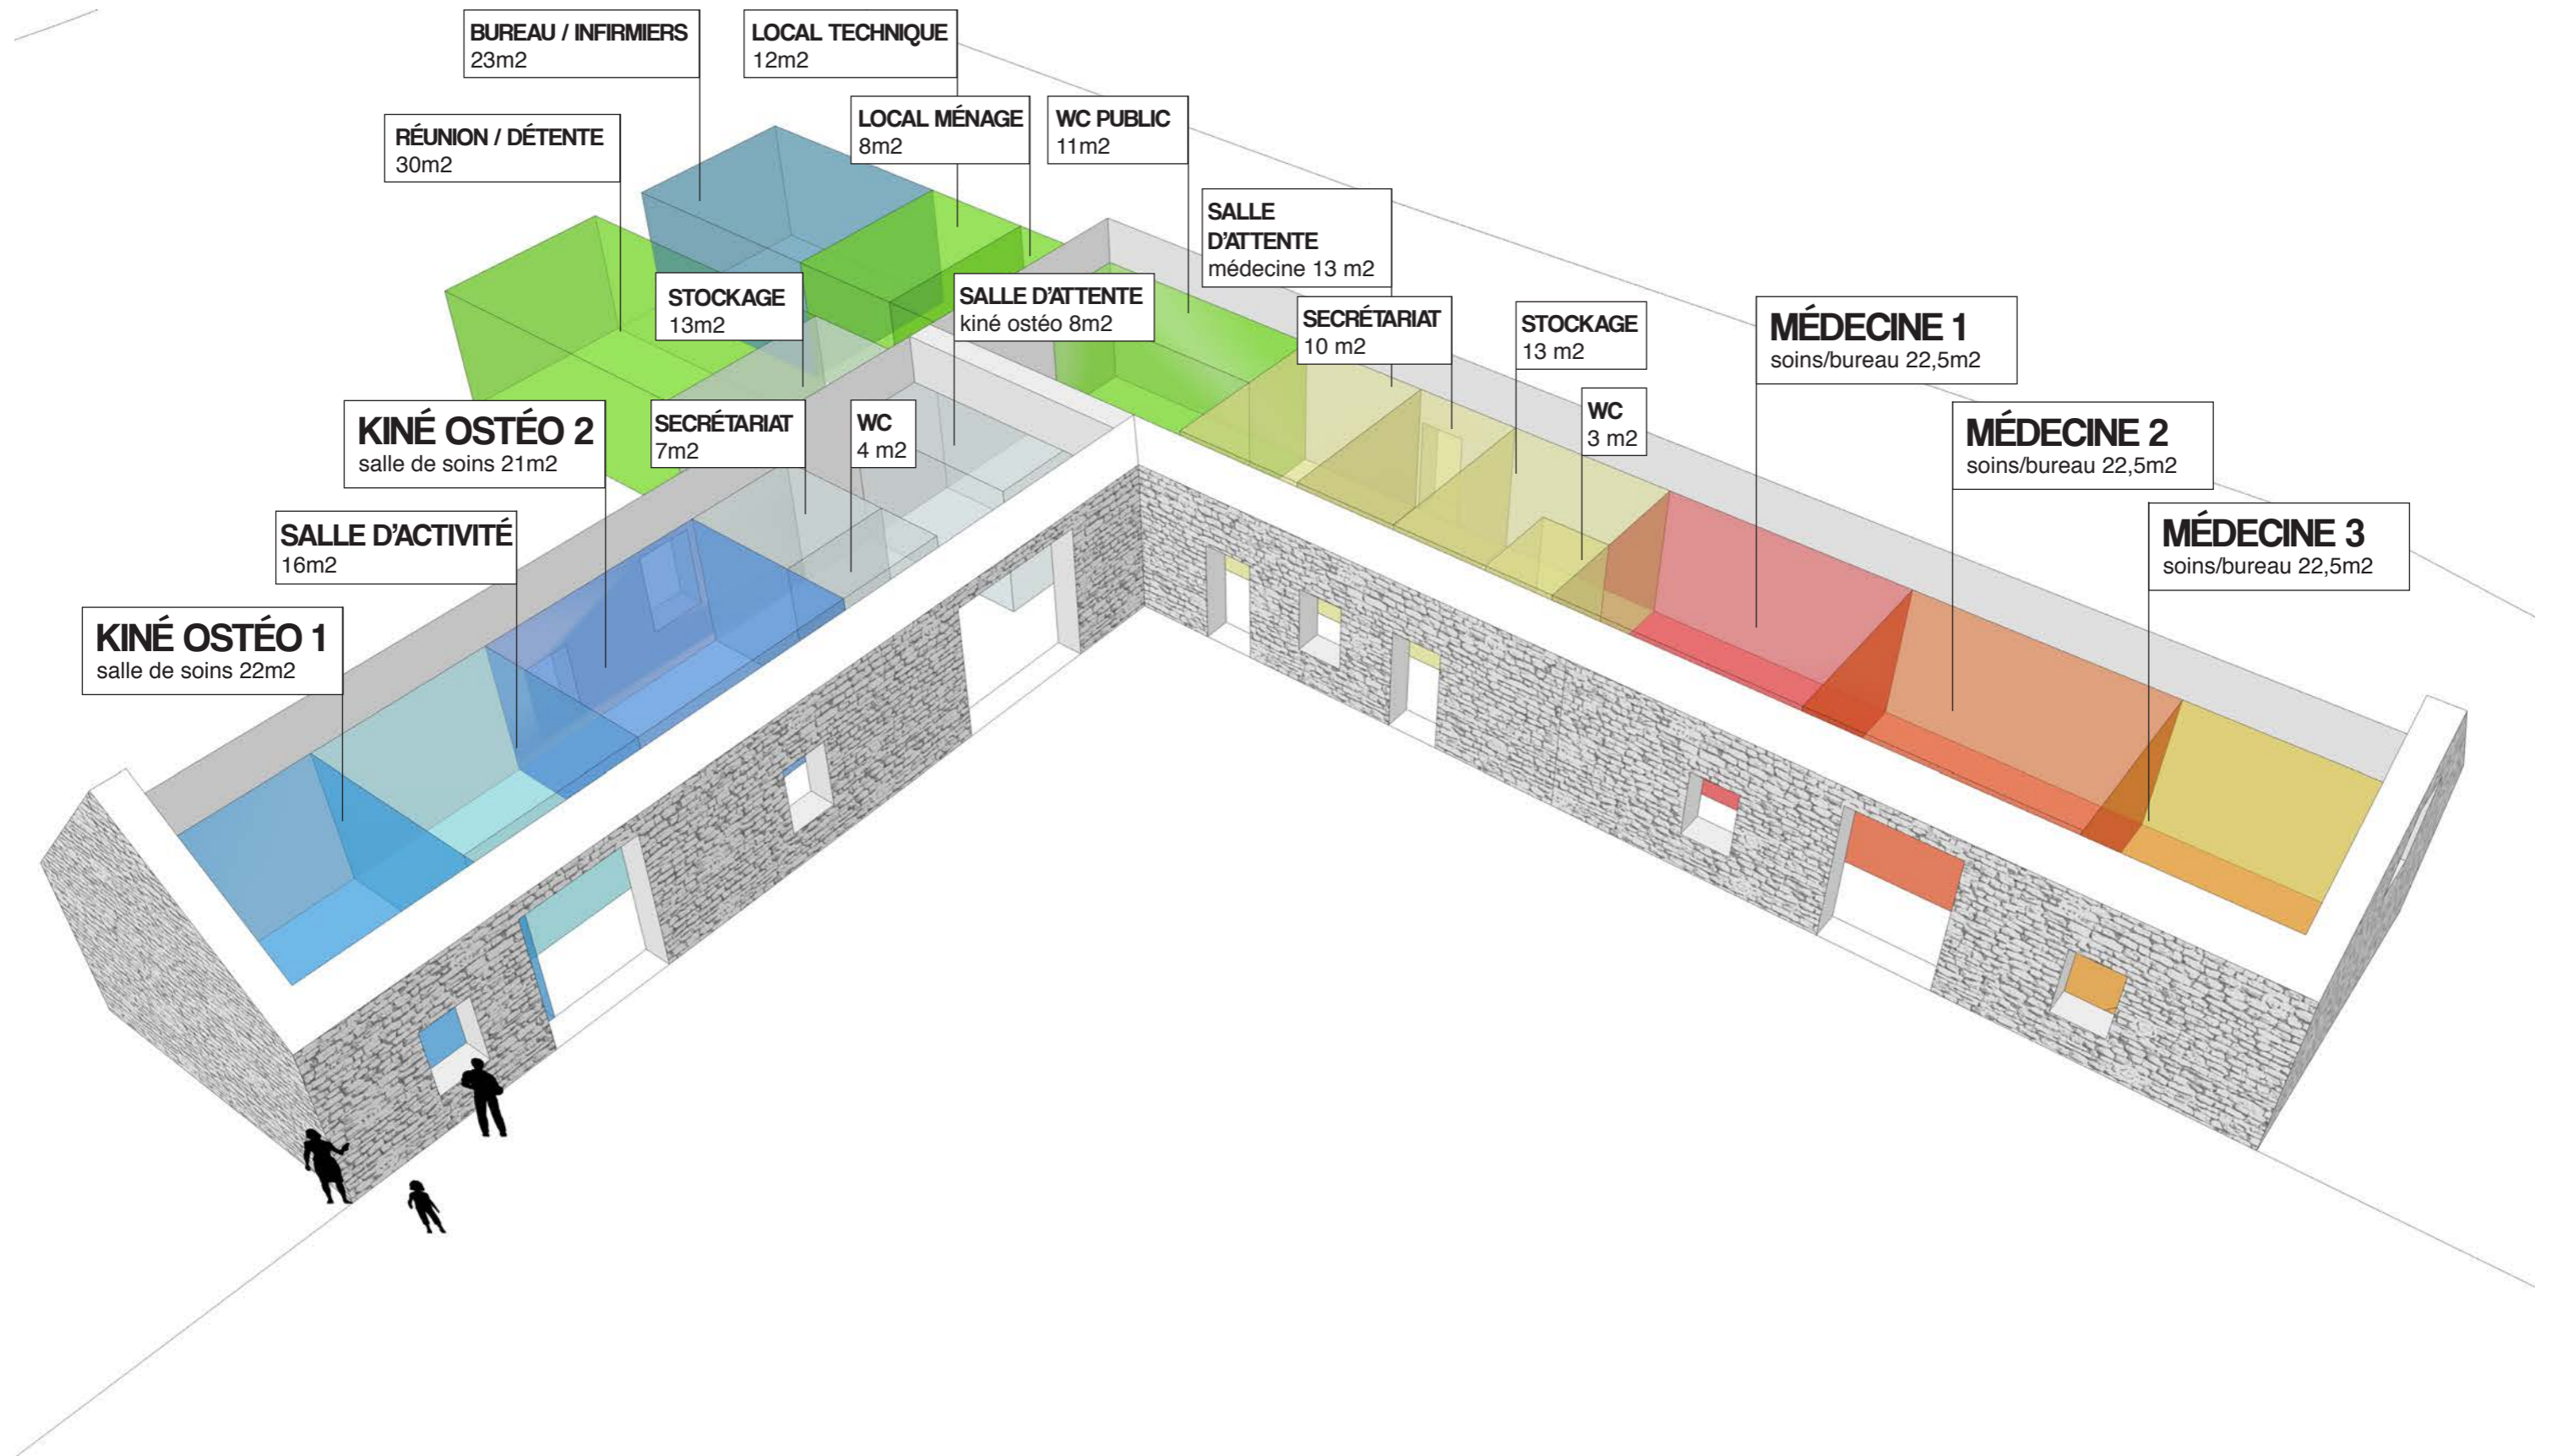 BUREAU / INFIRMIERS
23m2
LOCAL TECHNIQUE
12m2
LOCAL MÉNAGE
8m2
WC PUBLIC
11m2
RÉUNION / DÉTENTE
30m2
SALLE
D'ATTENTE
médecine 13 m2
STOCKAGE
13m2
SALLE D'ATTENTE
kiné ostéo 8m2
SECRÉTARIAT
10 m2
STOCKAGE
13 m2
MÉDECINE 1
soins/bureau 22,5m2
KINÉ OSTÉO 2
salle de soins 21m2
SECRÉTARIAT
7m2
WC
4 m2
WC
3 m2
MÉDECINE 2
soins/bureau 22,5m2
SALLE D'ACTIVITÉ
16m2
MÉDECINE 3
soins/bureau 22,5m2
KINÉ OSTÉO 1
salle de soins 22m2